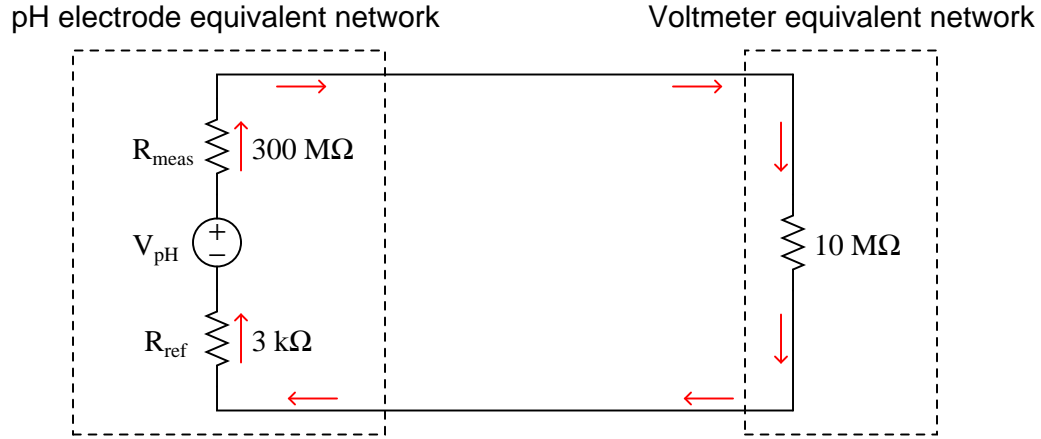 pH electrode equivalent network
Voltmeter equivalent network
R_meas 300 MΩ
+
V_pH
−
10 MΩ
R_ref 3 kΩ